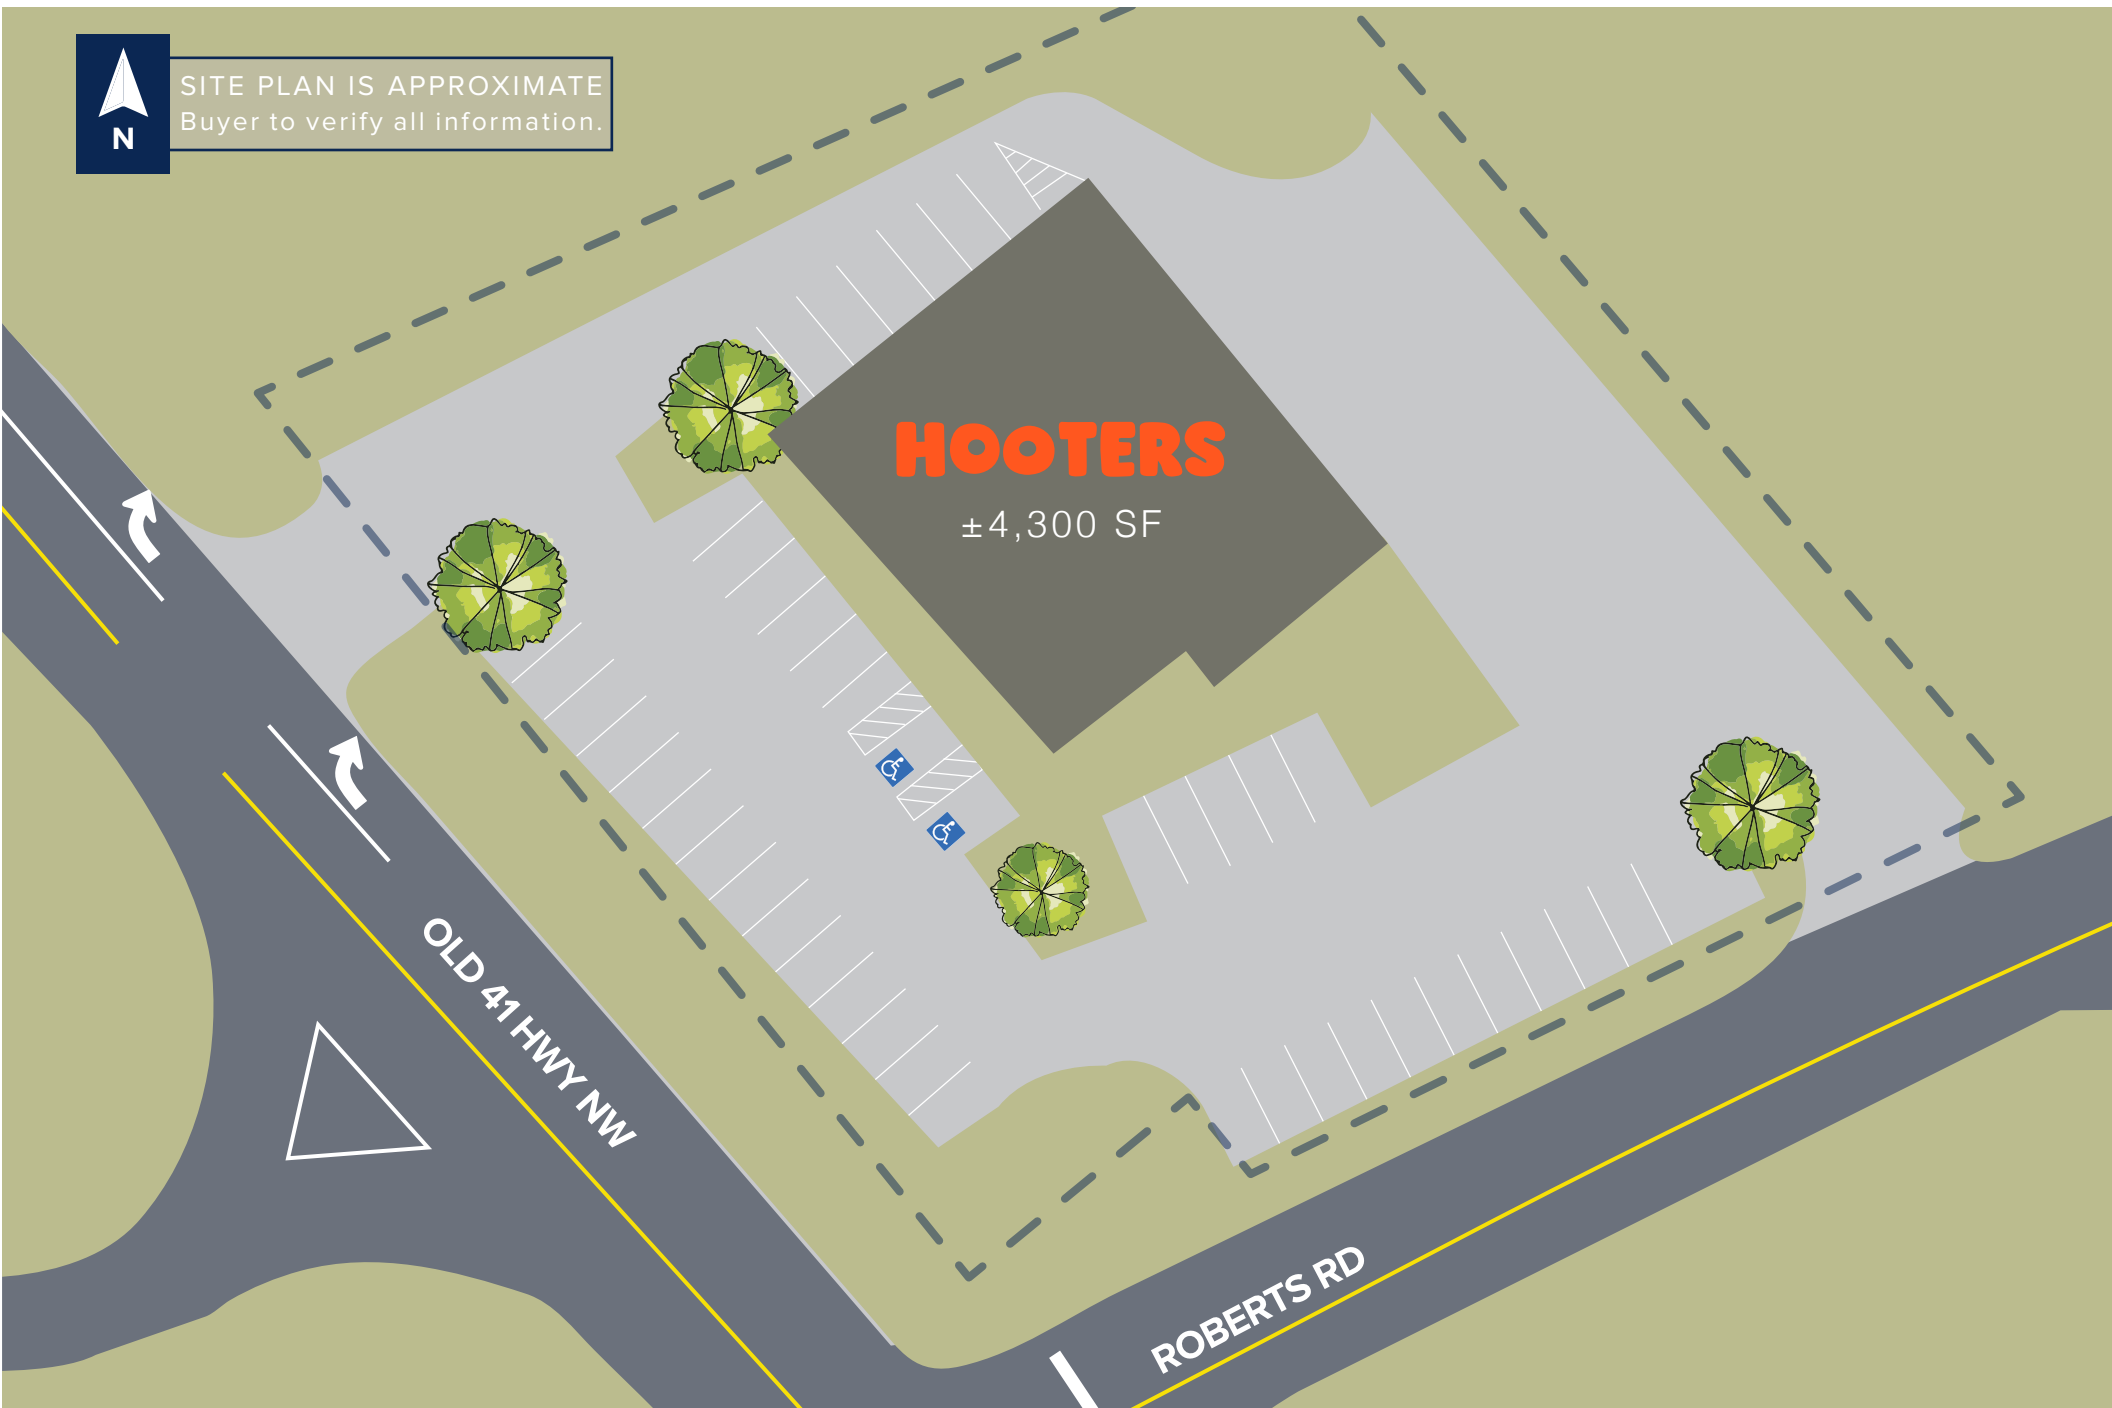 SITE PLAN IS APPROXIMATE
Buyer to verify all information.
N
HOOTERS
±4,300 SF
OLD 41 HWY NW
ROBERTS RD